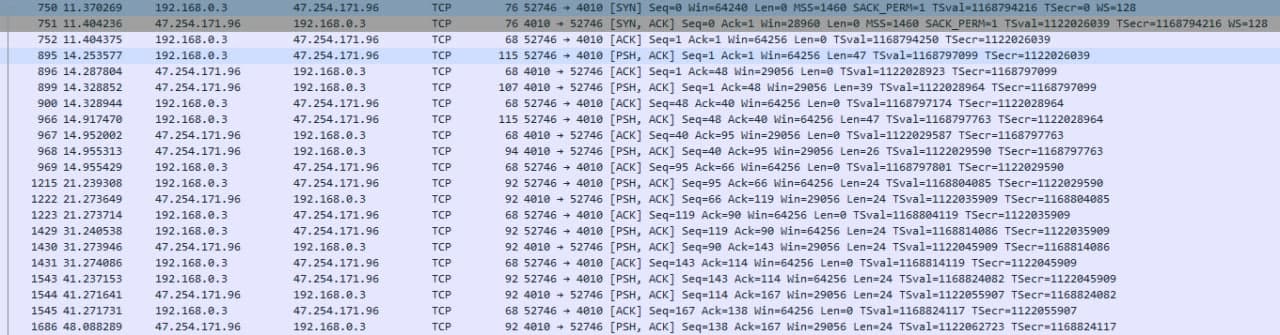 750 11.370269 192.168.0.3 47.254.171.96 TCP 76 52746 → 4010 [SYN] Seq=0 Win=64240 Len=0 MSS=1460 SACK_PERM=1 TSval=1168794216 TSecr=0 WS=128
751 11.404236 47.254.171.96 192.168.0.3 TCP 76 4010 → 52746 [SYN, ACK] Seq=0 Ack=1 Win=28960 Len=0 MSS=1460 SACK_PERM=1 TSval=1122026039 TSecr=1168794216 WS=128
752 11.404375 192.168.0.3 47.254.171.96 TCP 68 52746 → 4010 [ACK] Seq=1 Ack=1 Win=64256 Len=0 TSval=1168794250 TSecr=1122026039
895 14.253577 192.168.0.3 47.254.171.96 TCP 115 52746 → 4010 [PSH, ACK] Seq=1 Ack=1 Win=64256 Len=47 TSval=1168797099 TSecr=1122026039
896 14.287804 47.254.171.96 192.168.0.3 TCP 68 4010 → 52746 [ACK] Seq=1 Ack=48 Win=29056 Len=0 TSval=1122028923 TSecr=1168797099
899 14.328852 47.254.171.96 192.168.0.3 TCP 107 4010 → 52746 [PSH, ACK] Seq=1 Ack=48 Win=29056 Len=39 TSval=1122028964 TSecr=1168797099
900 14.328944 192.168.0.3 47.254.171.96 TCP 68 52746 → 4010 [ACK] Seq=48 Ack=40 Win=64256 Len=0 TSval=1168797174 TSecr=1122028964
966 14.917470 192.168.0.3 47.254.171.96 TCP 115 52746 → 4010 [PSH, ACK] Seq=48 Ack=40 Win=64256 Len=47 TSval=1168797763 TSecr=1122028964
967 14.952002 47.254.171.96 192.168.0.3 TCP 68 4010 → 52746 [ACK] Seq=40 Ack=95 Win=29056 Len=0 TSval=1122029587 TSecr=1168797763
968 14.955313 47.254.171.96 192.168.0.3 TCP 94 4010 → 52746 [PSH, ACK] Seq=40 Ack=95 Win=29056 Len=26 TSval=1122029590 TSecr=1168797763
969 14.955429 192.168.0.3 47.254.171.96 TCP 68 52746 → 4010 [ACK] Seq=95 Ack=66 Win=64256 Len=0 TSval=1168797801 TSecr=1122029590
1215 21.239308 192.168.0.3 47.254.171.96 TCP 92 52746 → 4010 [PSH, ACK] Seq=95 Ack=66 Win=64256 Len=24 TSval=1168804085 TSecr=1122029590
1222 21.273649 47.254.171.96 192.168.0.3 TCP 92 4010 → 52746 [PSH, ACK] Seq=66 Ack=119 Win=29056 Len=24 TSval=1122035909 TSecr=1168804085
1223 21.273714 192.168.0.3 47.254.171.96 TCP 68 52746 → 4010 [ACK] Seq=119 Ack=90 Win=64256 Len=0 TSval=1168804119 TSecr=1122035909
1429 31.240538 192.168.0.3 47.254.171.96 TCP 92 52746 → 4010 [PSH, ACK] Seq=119 Ack=90 Win=64256 Len=24 TSval=1168814086 TSecr=1122035909
1430 31.273946 47.254.171.96 192.168.0.3 TCP 92 4010 → 52746 [PSH, ACK] Seq=90 Ack=143 Win=29056 Len=24 TSval=1122045909 TSecr=1168814086
1431 31.274086 192.168.0.3 47.254.171.96 TCP 68 52746 → 4010 [ACK] Seq=143 Ack=114 Win=64256 Len=0 TSval=1168814119 TSecr=1122045909
1543 41.237153 192.168.0.3 47.254.171.96 TCP 92 52746 → 4010 [PSH, ACK] Seq=143 Ack=114 Win=64256 Len=24 TSval=1168824082 TSecr=1122045909
1544 41.271641 47.254.171.96 192.168.0.3 TCP 92 4010 → 52746 [PSH, ACK] Seq=114 Ack=167 Win=29056 Len=24 TSval=1122055907 TSecr=1168824082
1545 41.271731 192.168.0.3 47.254.171.96 TCP 68 52746 → 4010 [ACK] Seq=167 Ack=138 Win=64256 Len=0 TSval=1168824117 TSecr=1122055907
1686 48.088289 47.254.171.96 192.168.0.3 TCP 92 4010 → 52746 [PSH, ACK] Seq=138 Ack=167 Win=29056 Len=24 TSval=1122062723 TSecr=1168824117